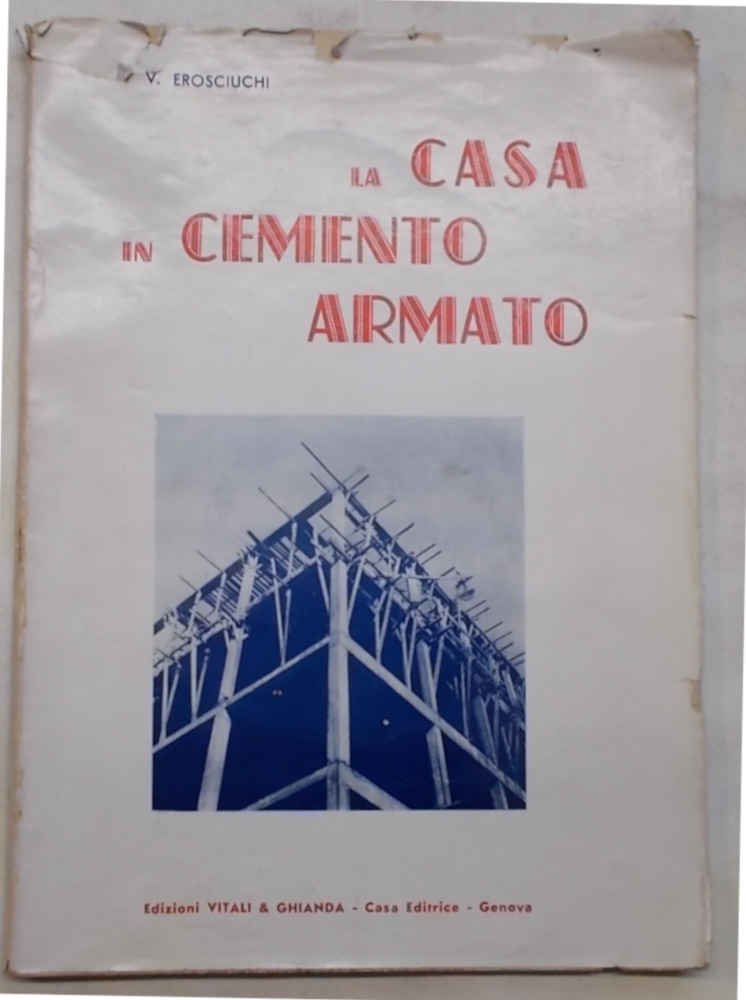 V. EROSCIUCHI
LA CASA
IN CEMENTO
ARMATO
Edizioni VITALI & GHIANDA - Casa Editrice - Genova